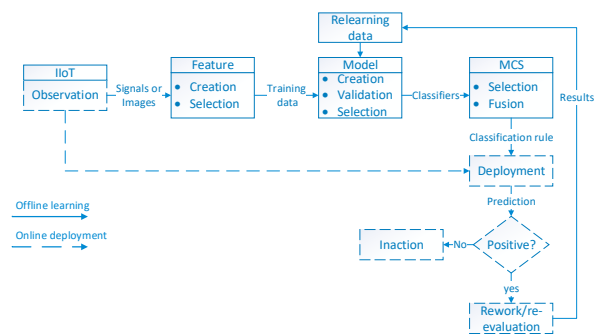 Relearning
data
IIoT
Observation
Signals or
Images
Feature
• Creation
• Selection
Training
data
Model
• Creation
• Validation
• Selection
Classifiers
MCS
• Selection
• Fusion
Results
Classification rule
Deployment
Offline learning
Online deployment
Prediction
Inaction
No
Positive?
yes
Rework/re-
evaluation